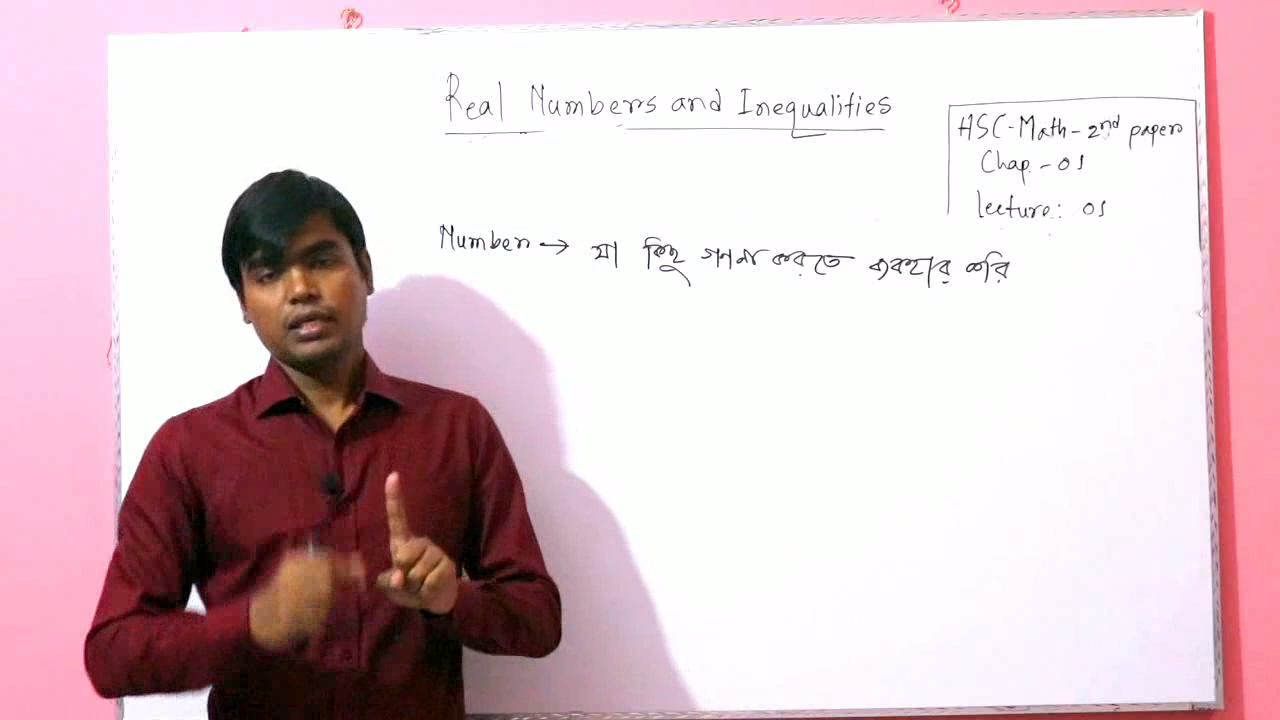 Real Numbers and Inequalities
HSC-Math-2nd paper
Chap-01
lecture: 01
Number → যা কিছু গণনা করতে ব্যবহার করি